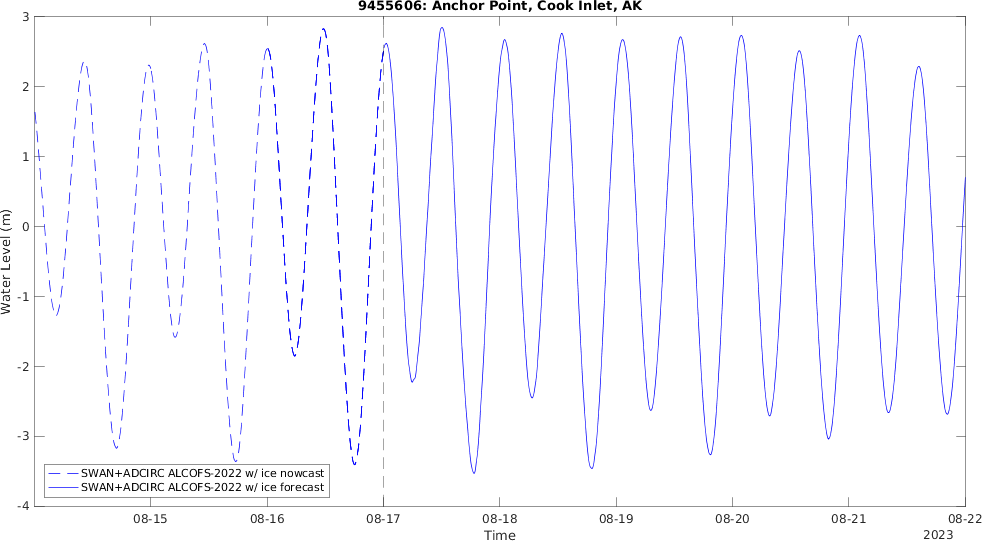 9455606: Anchor Point, Cook Inlet, AK
3
2
1
0
-1
-2
-3
-4
Water Level (m)
SWAN+ADCIRC ALCOFS-2022 w/ ice nowcast
SWAN+ADCIRC ALCOFS-2022 w/ ice forecast
08-15 08-16 08-17 08-18 08-19 08-20 08-21 08-22
Time
2023